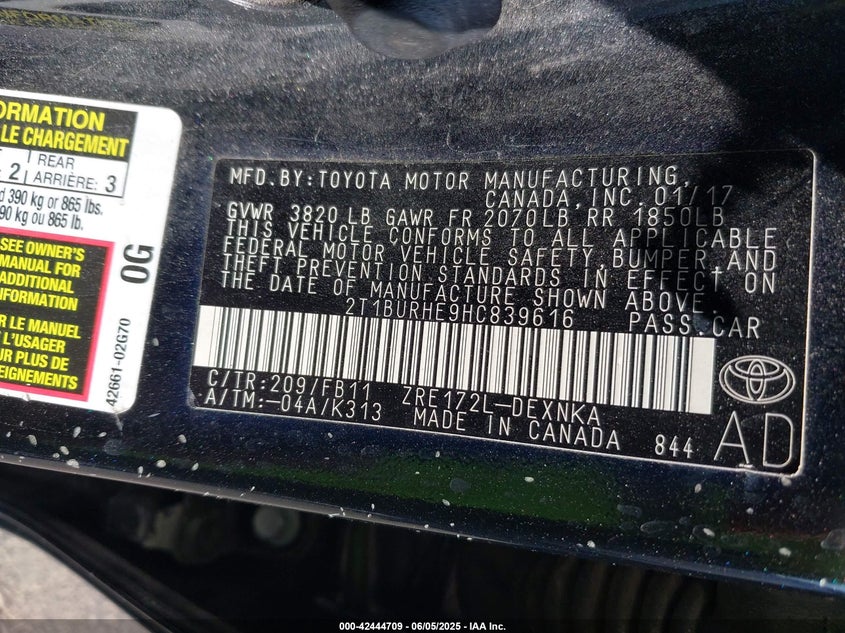 ORMATION
LE CHARGEMENT
2 REAR
ARRIÈRE: 3
390 kg or 865 lbs.
90 kg ou 865 lb.
SEE OWNER'S
MANUAL FOR
ADDITIONAL
INFORMATION
R LE MANUEL
L'USAGER
UR PLUS DE
EIGNEMENTS
0G
42661-02G70
MFD.BY:TOYOTA MOTOR MANUFACTURING,
CANADA, INC. 01/17
GVWR 3820 LB GAWR FR 2070LB RR 1850LB
THIS VEHICLE CONFORMS TO ALL APPLICABLE
FEDERAL MOTOR VEHICLE SAFETY, BUMPER, AND
THEFT PREVENTION STANDARDS IN EFFECT ON
THE DATE OF MANUFACTURE SHOWN ABOVE.
2T1BURHE9HC839616 PASS.CAR
C/TR:209/FB11 ZRE172L-DEXNKA
A/TM:-04A/K313 MADE IN CANADA 844
AD
000-42444709 - 06/05/2025 - IAA Inc.